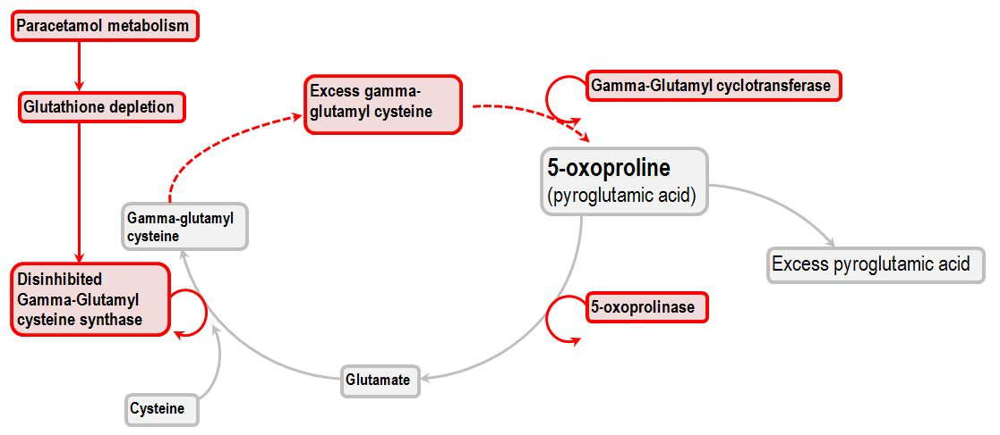 Paracetamol metabolism
Glutathione depletion
Excess gamma-
glutamyl cysteine
Gamma-Glutamyl cyclotransferase
5-oxoproline
(pyroglutamic acid)
Gamma-glutamyl
cysteine
Excess pyroglutamic acid
Disinhibited
Gamma-Glutamyl
cysteine synthase
5-oxoprolinase
Glutamate
Cysteine